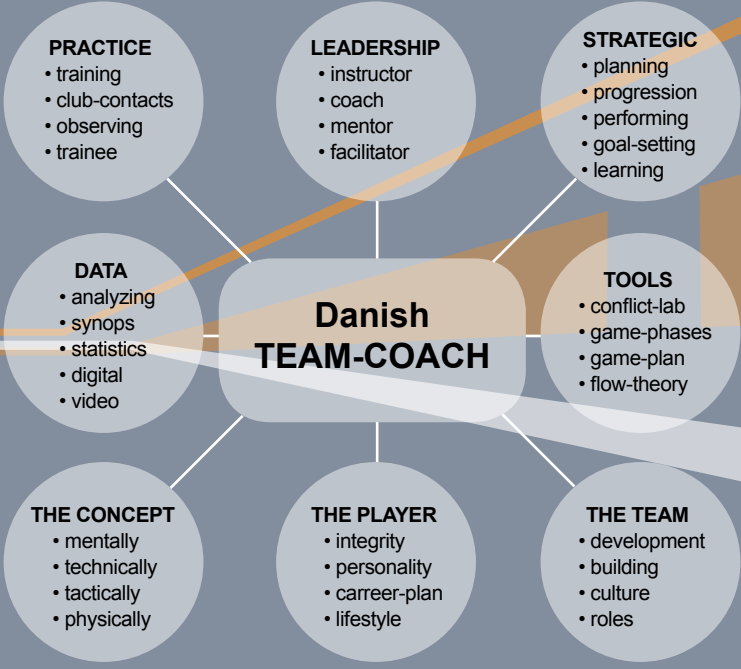 PRACTICE
• training
• club-contacts
• observing
• trainee
LEADERSHIP
• instructor
• coach
• mentor
• facilitator
STRATEGIC
• planning
• progression
• performing
• goal-setting
• learning
DATA
• analyzing
• synops
• statistics
• digital
• video
Danish
TEAM-COACH
TOOLS
• conflict-lab
• game-phases
• game-plan
• flow-theory
THE CONCEPT
• mentally
• technically
• tactically
• physically
THE PLAYER
• integrity
• personality
• carreer-plan
• lifestyle
THE TEAM
• development
• building
• culture
• roles